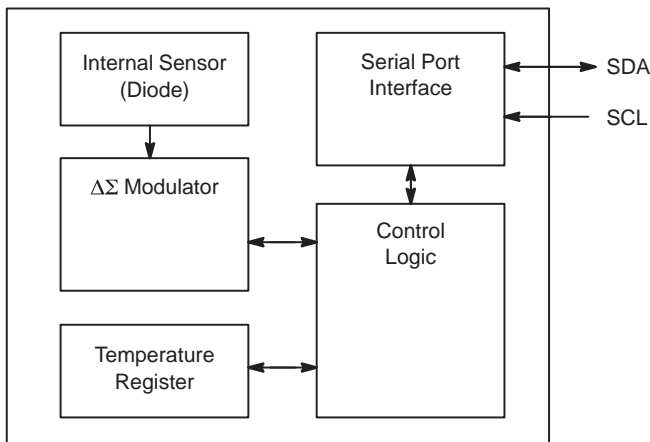 Internal Sensor
(Diode)
Serial Port
Interface
SDA
SCL
ΔΣ Modulator
Control
Logic
Temperature
Register